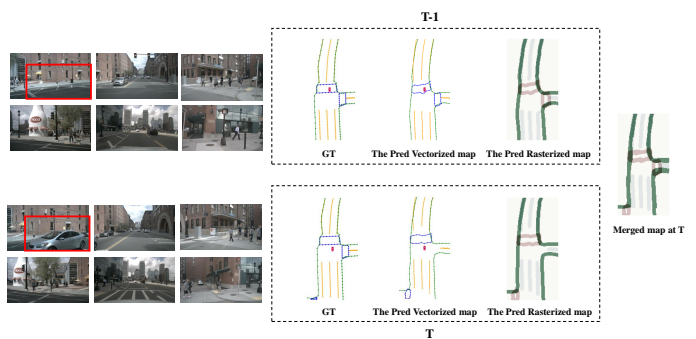 T-1
GT
The Pred Vectorized map
The Pred Rasterized map
Merged map at T
GT
The Pred Vectorized map
The Pred Rasterized map
T